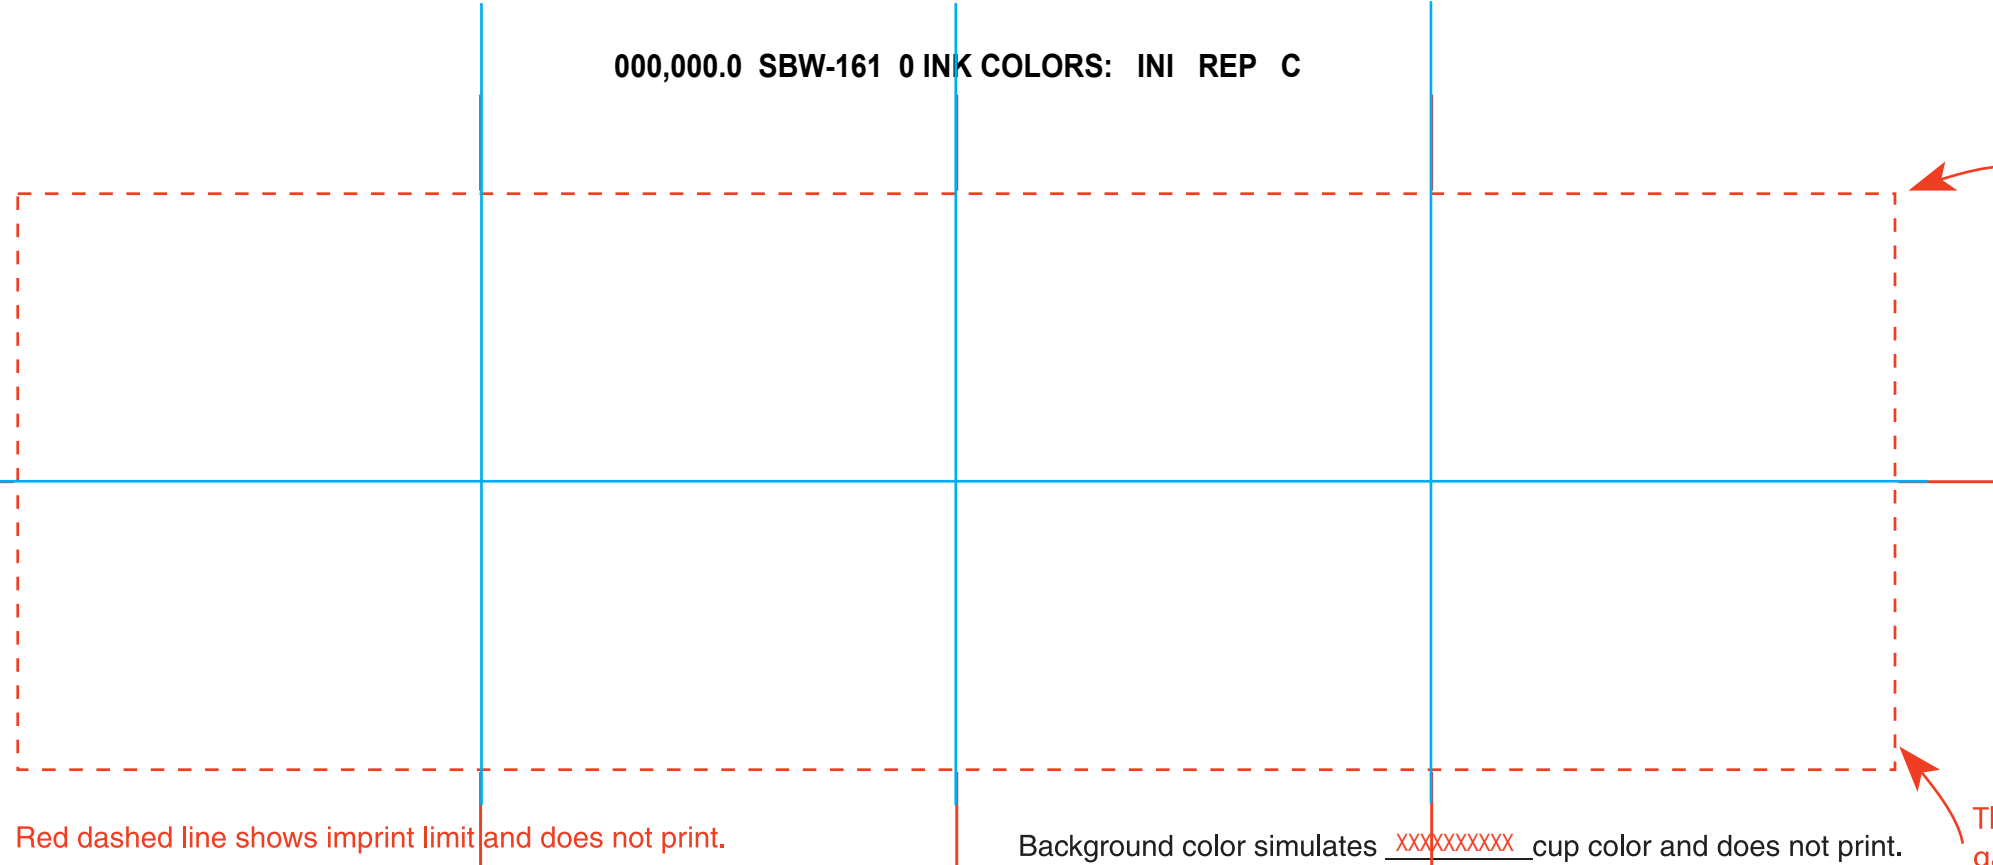 000,000.0 SBW-161 0 INK COLORS: INI REP C
Red dashed line shows imprint limit and does not print.
Background color simulates XXXXXXXXXX cup color and does not print.